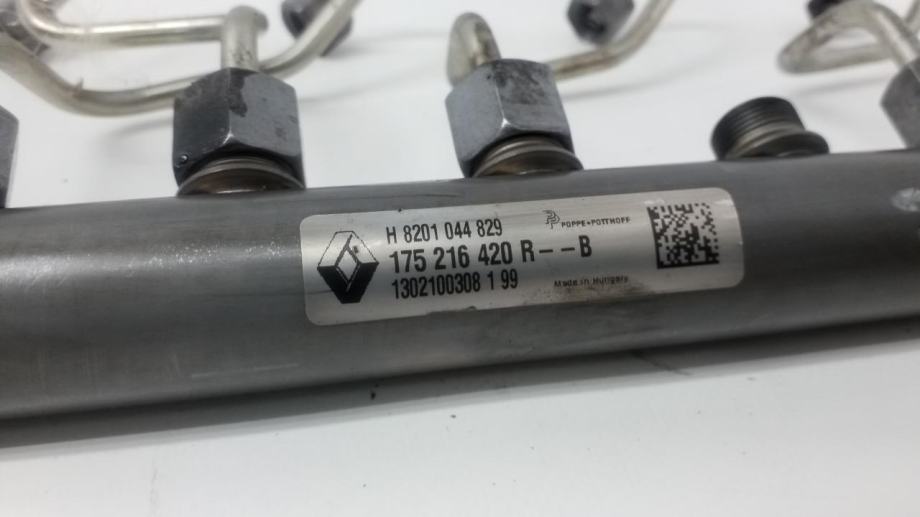 H 8201 044 829
POPPE+POTTHOFF
175 216 420 R--B
1302100308 1 99
Made in Hungary